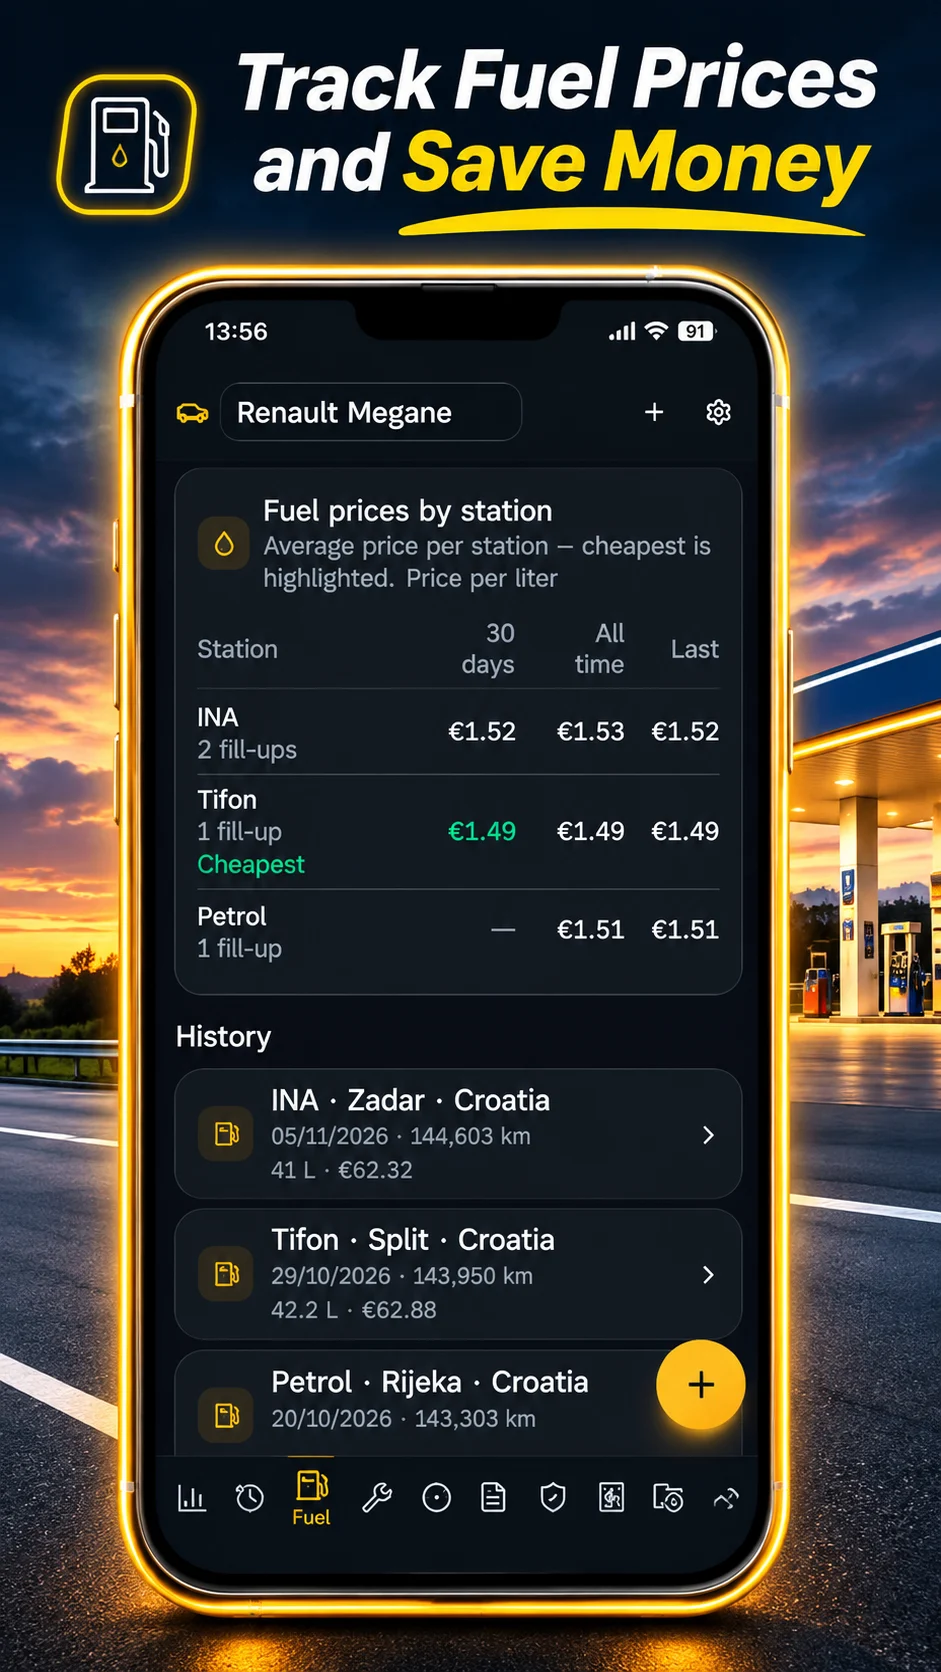 Track Fuel Prices
and Save Money
13:56
91
Renault Megane
Fuel prices by station
Average price per station – cheapest is
highlighted. Price per liter
Station
30
days
All
time
Last
INA
2 fill-ups
€1.52 €1.53 €1.52
Tifon
1 fill-up
Cheapest
€1.49 €1.49 €1.49
Petrol
1 fill-up
— €1.51 €1.51
History
INA · Zadar · Croatia
05/11/2026 · 144,603 km
41 L · €62.32
Tifon · Split · Croatia
29/10/2026 · 143,950 km
42.2 L · €62.88
Petrol · Rijeka · Croatia
20/10/2026 · 143,303 km
Fuel